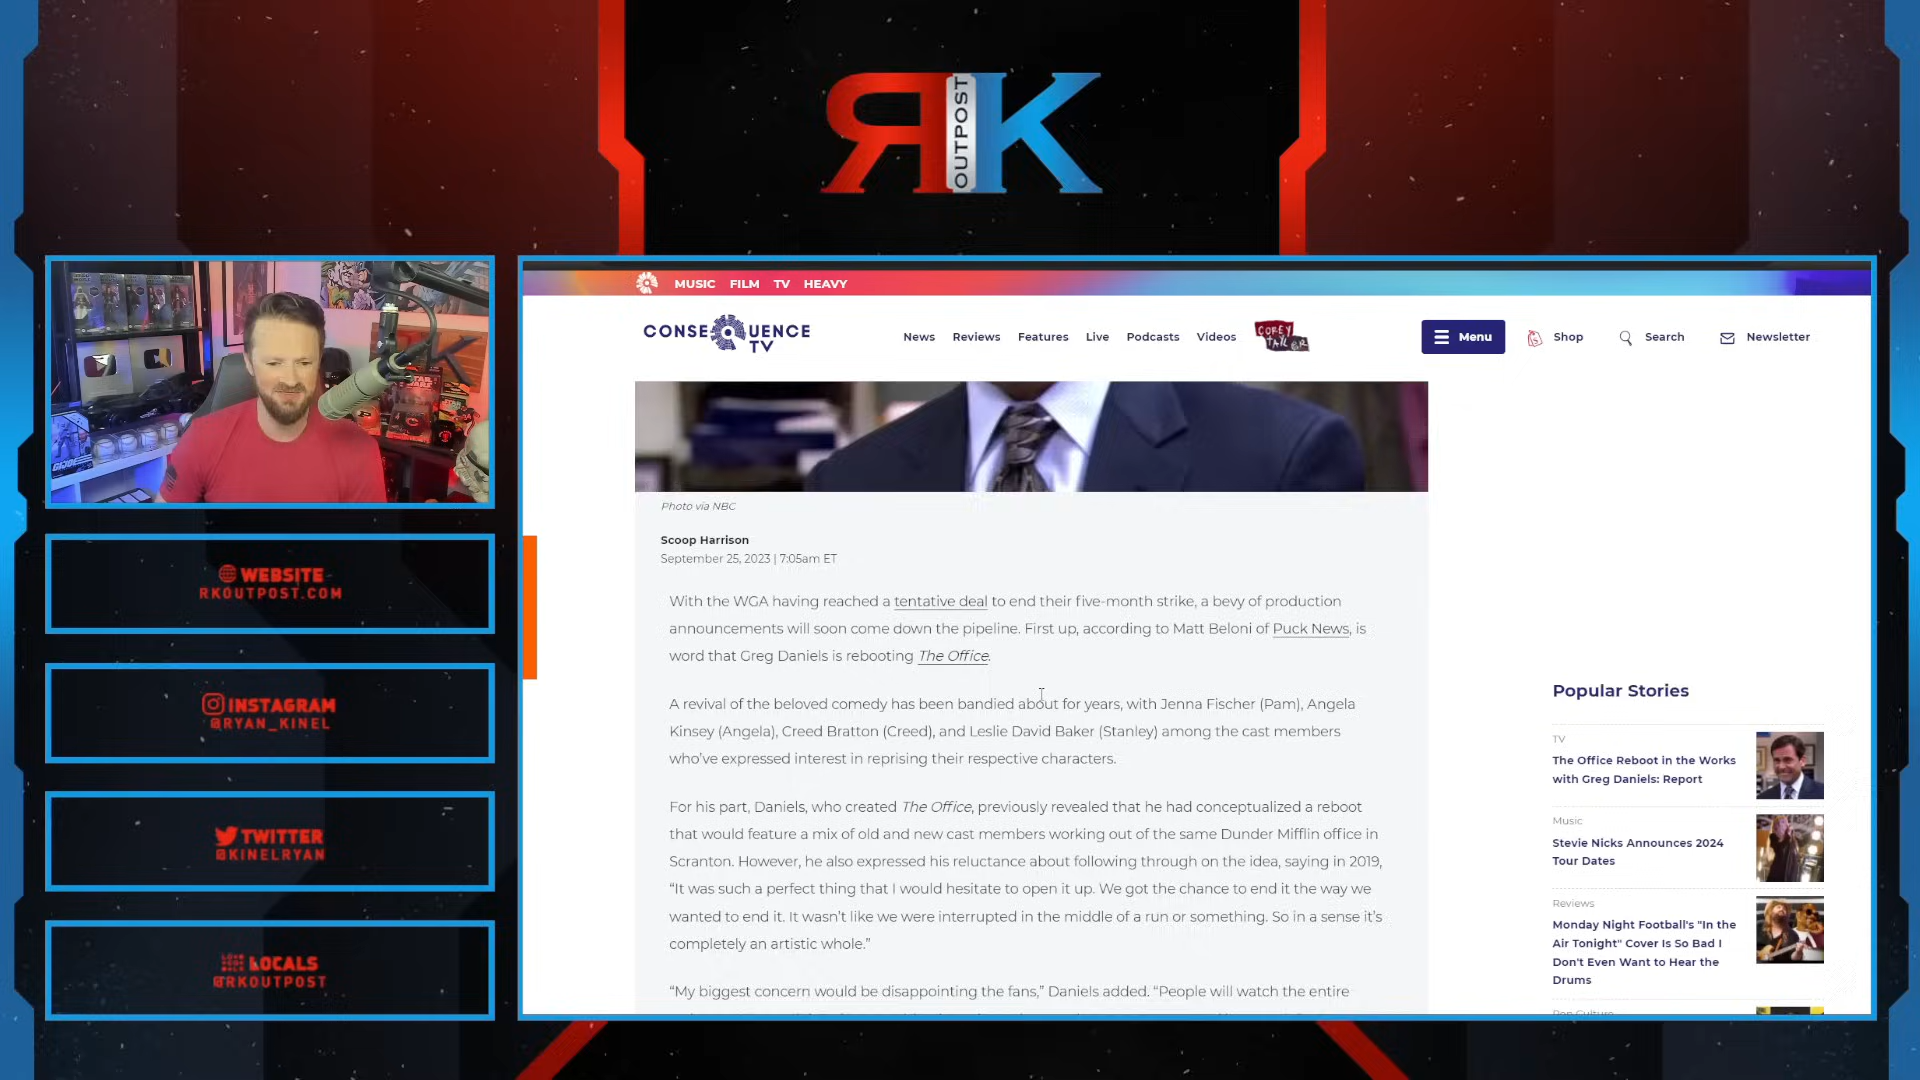 RK
OUTPOST
MUSIC FILM TV HEAVY
CONSEQUENCE
TV
News Reviews Features Live Podcasts Videos COREY TAYLOR Menu Shop Search Newsletter
Photo via NBC
Scoop Harrison
September 25, 2023 | 7:05am ET
With the WGA having reached a tentative deal to end their five-month strike, a bevy of production
announcements will soon come down the pipeline. First up, according to Matt Beloni of Puck News, is
word that Greg Daniels is rebooting The Office.
A revival of the beloved comedy has been bandied about for years, with Jenna Fischer (Pam), Angela
Kinsey (Angela), Creed Bratton (Creed), and Leslie David Baker (Stanley) among the cast members
who've expressed interest in reprising their respective characters.
For his part, Daniels, who created The Office, previously revealed that he had conceptualized a reboot
that would feature a mix of old and new cast members working out of the same Dunder Mifflin office in
Scranton. However, he also expressed his reluctance about following through on the idea, saying in 2019,
“It was such a perfect thing that I would hesitate to open it up. We got the chance to end it the way we
wanted to end it. It wasn't like we were interrupted in the middle of a run or something. So in a sense it's
completely an artistic whole.”
“My biggest concern would be disappointing the fans,” Daniels added. “People will watch the entire
Popular Stories
TV
The Office Reboot in the Works
with Greg Daniels: Report
Music
Stevie Nicks Announces 2024
Tour Dates
Reviews
Monday Night Football's "In the
Air Tonight" Cover Is So Bad I
Don't Even Want to Hear the
Drums
Pop Culture
WEBSITE
RKOUTPOST.COM
INSTAGRAM
@RYAN_KINEL
TWITTER
@KINELRYAN
LOCALS
@RKOUTPOST